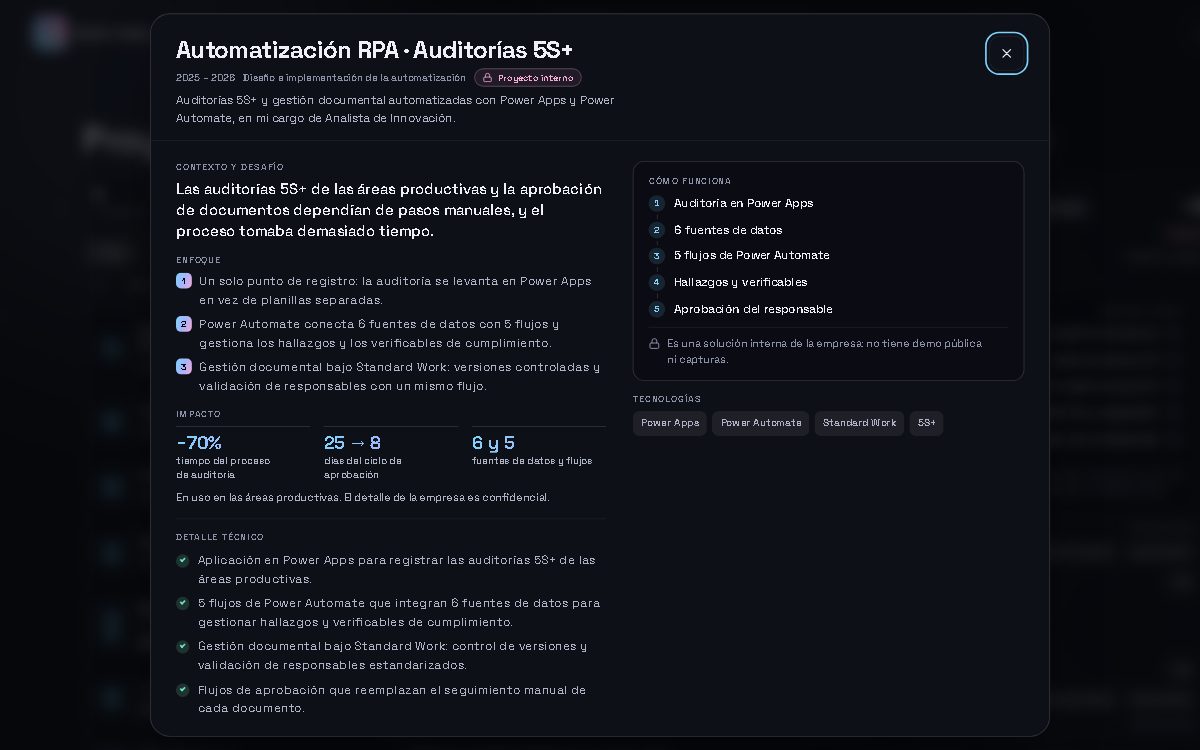 Automatización RPA · Auditorías 5S+
2025 – 2026 Diseño e implementación de la automatización Proyecto interno
Auditorías 5S+ y gestión documental automatizadas con Power Apps y Power
Automate, en mi cargo de Analista de Innovación.
CONTEXTO Y DESAFÍO
Las auditorías 5S+ de las áreas productivas y la aprobación
de documentos dependían de pasos manuales, y el
proceso tomaba demasiado tiempo.
ENFOQUE
1 Un solo punto de registro: la auditoría se levanta en Power Apps
en vez de planillas separadas.
2 Power Automate conecta 6 fuentes de datos con 5 flujos y
gestiona los hallazgos y los verificables de cumplimiento.
3 Gestión documental bajo Standard Work: versiones controladas y
validación de responsables con un mismo flujo.
IMPACTO
−70%
tiempo del proceso
de auditoría
25 → 8
días del ciclo de
aprobación
6 y 5
fuentes de datos y flujos
En uso en las áreas productivas. El detalle de la empresa es confidencial.
DETALLE TÉCNICO
Aplicación en Power Apps para registrar las auditorías 5S+ de las
áreas productivas.
5 flujos de Power Automate que integran 6 fuentes de datos para
gestionar hallazgos y verificables de cumplimiento.
Gestión documental bajo Standard Work: control de versiones y
validación de responsables estandarizados.
Flujos de aprobación que reemplazan el seguimiento manual de
cada documento.
CÓMO FUNCIONA
1 Auditoría en Power Apps
2 6 fuentes de datos
3 5 flujos de Power Automate
4 Hallazgos y verificables
5 Aprobación del responsable
Es una solución interna de la empresa: no tiene demo pública
ni capturas.
TECNOLOGÍAS
Power Apps Power Automate Standard Work 5S+